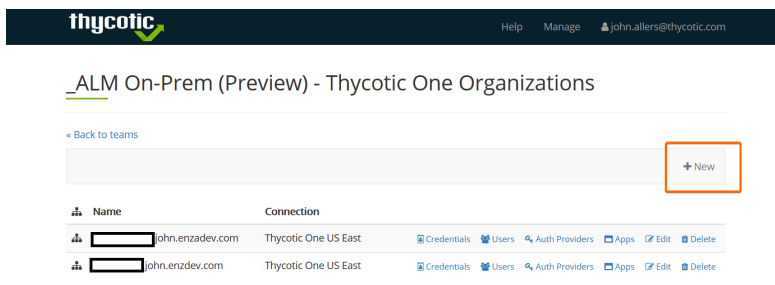 thycotic
Help Manage john.allers@thycotic.com
_ALM On-Prem (Preview) - Thycotic One Organizations
« Back to teams
+ New
Name Connection
john.enzadev.com Thycotic One US East Credentials Users Auth Providers Apps Edit Delete
john.enzdev.com Thycotic One US East Credentials Users Auth Providers Apps Edit Delete